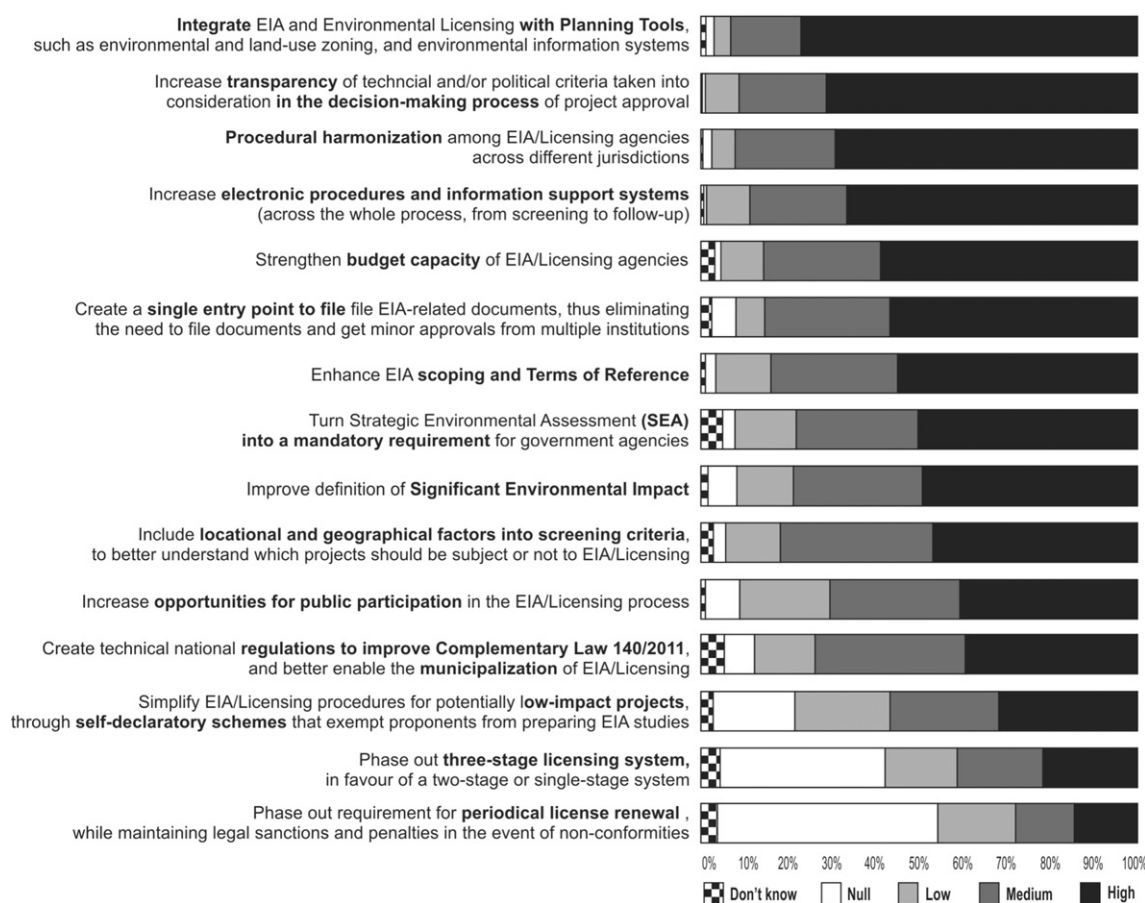 Integrate EIA and Environmental Licensing with Planning Tools,
such as environmental and land-use zoning, and environmental information systems
Increase transparency of techncial and/or political criteria taken into
consideration in the decision-making process of project approval
Procedural harmonization among EIA/Licensing agencies
across different jurisdictions
Increase electronic procedures and information support systems
(across the whole process, from screening to follow-up)
Strengthen budget capacity of EIA/Licensing agencies
Create a single entry point to file file EIA-related documents, thus eliminating
the need to file documents and get minor approvals from multiple institutions
Enhance EIA scoping and Terms of Reference
Turn Strategic Environmental Assessment (SEA)
into a mandatory requirement for government agencies
Improve definition of Significant Environmental Impact
Include locational and geographical factors into screening criteria,
to better understand which projects should be subject or not to EIA/Licensing
Increase opportunities for public participation in the EIA/Licensing process
Create technical national regulations to improve Complementary Law 140/2011,
and better enable the municipalization of EIA/Licensing
Simplify EIA/Licensing procedures for potentially low-impact projects,
through self-declaratory schemes that exempt proponents from preparing EIA studies
Phase out three-stage licensing system,
in favour of a two-stage or single-stage system
Phase out requirement for periodical license renewal ,
while maintaining legal sanctions and penalties in the event of non-conformities
0% 10% 20% 30% 40% 50% 60% 70% 80% 90% 100%
Don't know Null Low Medium High